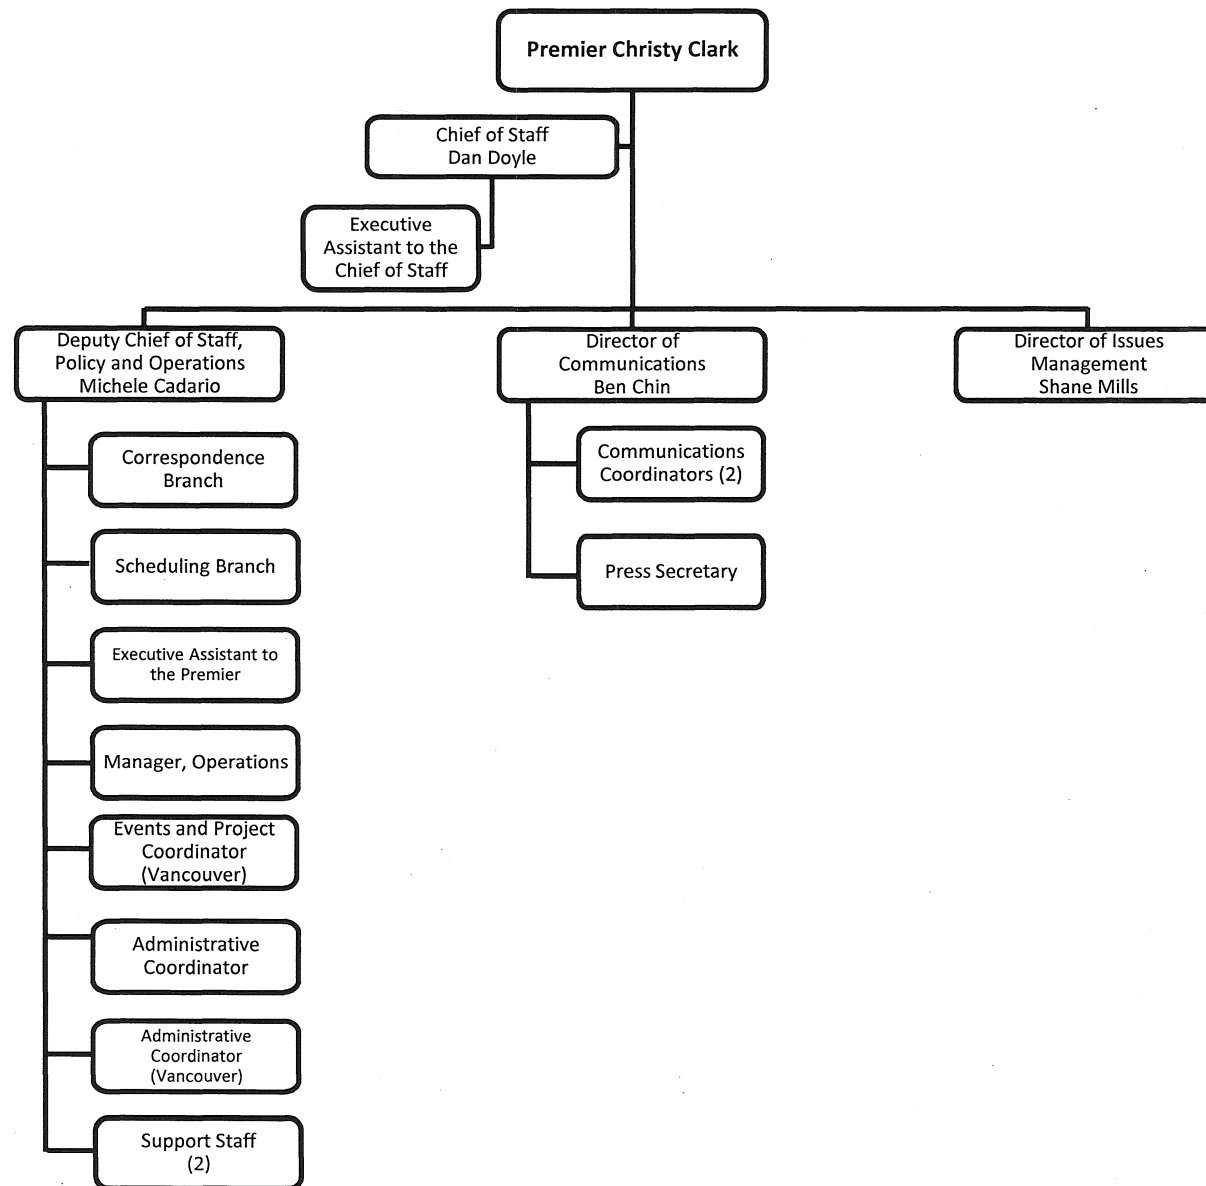 Premier Christy Clark
Chief of Staff
Dan Doyle
Executive
Assistant to the
Chief of Staff
Deputy Chief of Staff,
Policy and Operations
Michele Cadario
Director of
Communications
Ben Chin
Director of Issues
Management
Shane Mills
Correspondence
Branch
Scheduling Branch
Executive Assistant to
the Premier
Manager, Operations
Events and Project
Coordinator
(Vancouver)
Administrative
Coordinator
Administrative
Coordinator
(Vancouver)
Support Staff
(2)
Communications
Coordinators (2)
Press Secretary